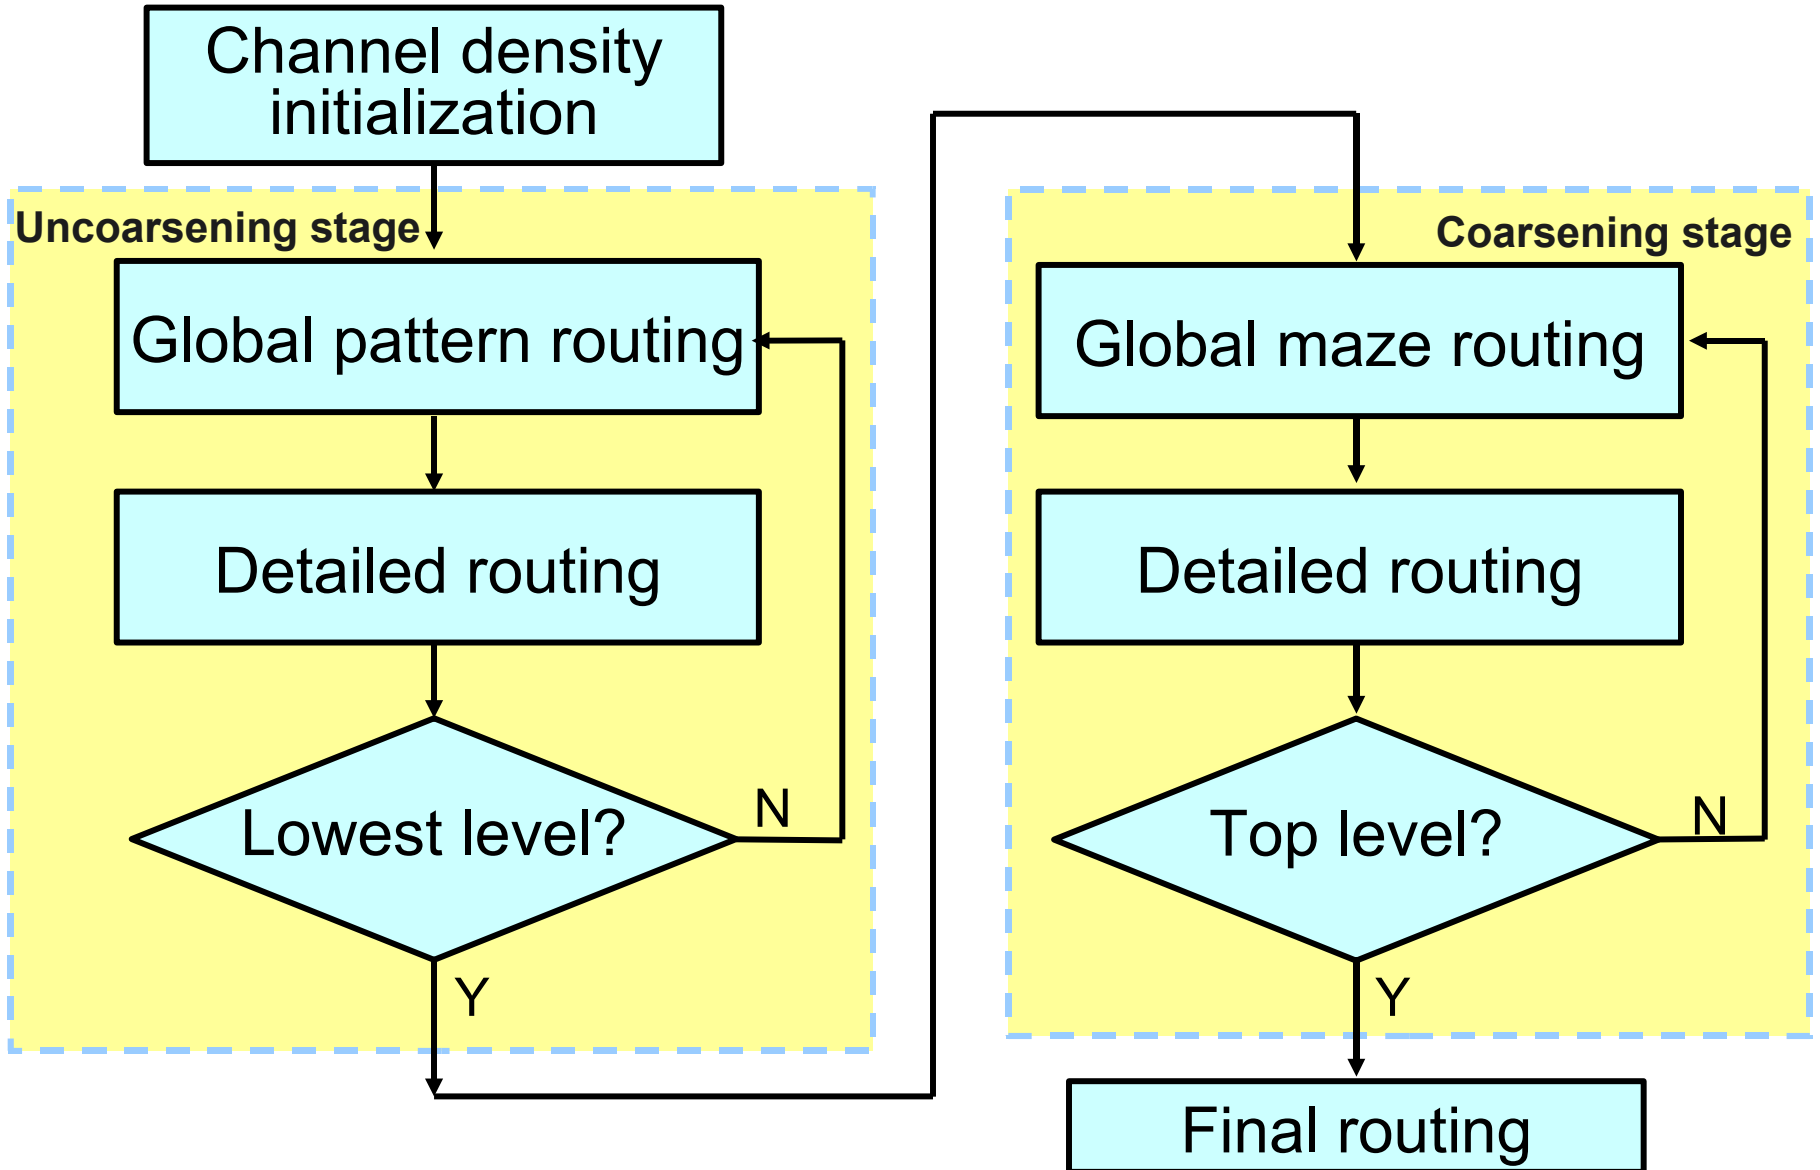 Channel density
initialization
Uncoarsening stage
Global pattern routing
Detailed routing
Lowest level?
N
Y
Coarsening stage
Global maze routing
Detailed routing
Top level?
N
Y
Final routing